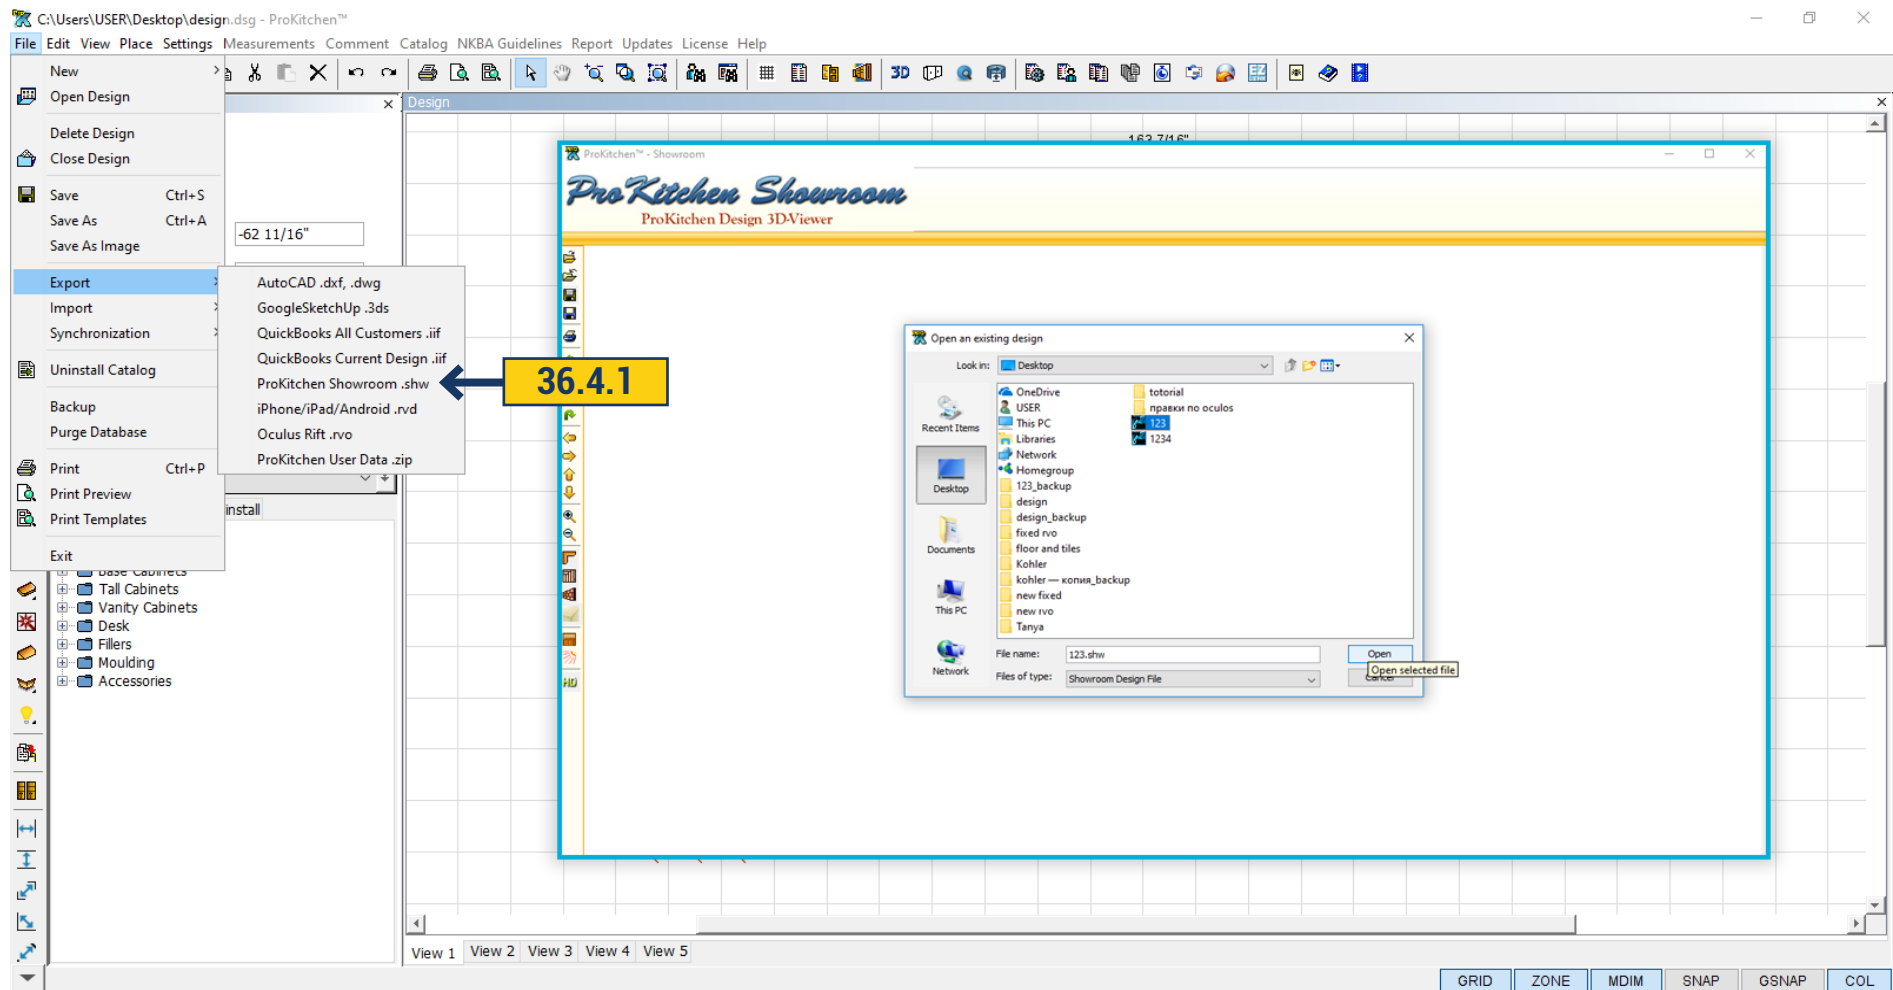 C:\Users\USER\Desktop\design.dsg - ProKitchen™
File Edit View Place Settings Measurements Comment Catalog NKBA Guidelines Report Updates License Help
New
Open Design
Delete Design
Close Design
Save Ctrl+S
Save As Ctrl+A
Save As Image
Export
Import
Synchronization
Uninstall Catalog
Backup
Purge Database
Print Ctrl+P
Print Preview
Print Templates
Exit
-62 11/16"
AutoCAD .dxf, .dwg
GoogleSketchUp .3ds
QuickBooks All Customers .iif
QuickBooks Current Design .iif
ProKitchen Showroom .shw
iPhone/iPad/Android .rvd
Oculus Rift .rvo
ProKitchen User Data .zip
36.4.1
install
Base Cabinets
Tall Cabinets
Vanity Cabinets
Desk
Fillers
Moulding
Accessories
3D
Design
163 7/16"
ProKitchen™ - Showroom
ProKitchen Showroom
ProKitchen Design 3D-Viewer
HD
Open an existing design
Look in: Desktop
Recent Items
Desktop
Documents
This PC
Network
OneDrive
USER
This PC
Libraries
Network
Homegroup
123_backup
design
design_backup
fixed rvo
floor and tiles
Kohler
kohler — копия_backup
new fixed
new rvo
Tanya
totorial
правки по oculos
123
1234
File name: 123.shw
Open
Files of type: Showroom Design File
Cancel
Open selected file
View 1 View 2 View 3 View 4 View 5
GRID ZONE MDIM SNAP GSNAP COL